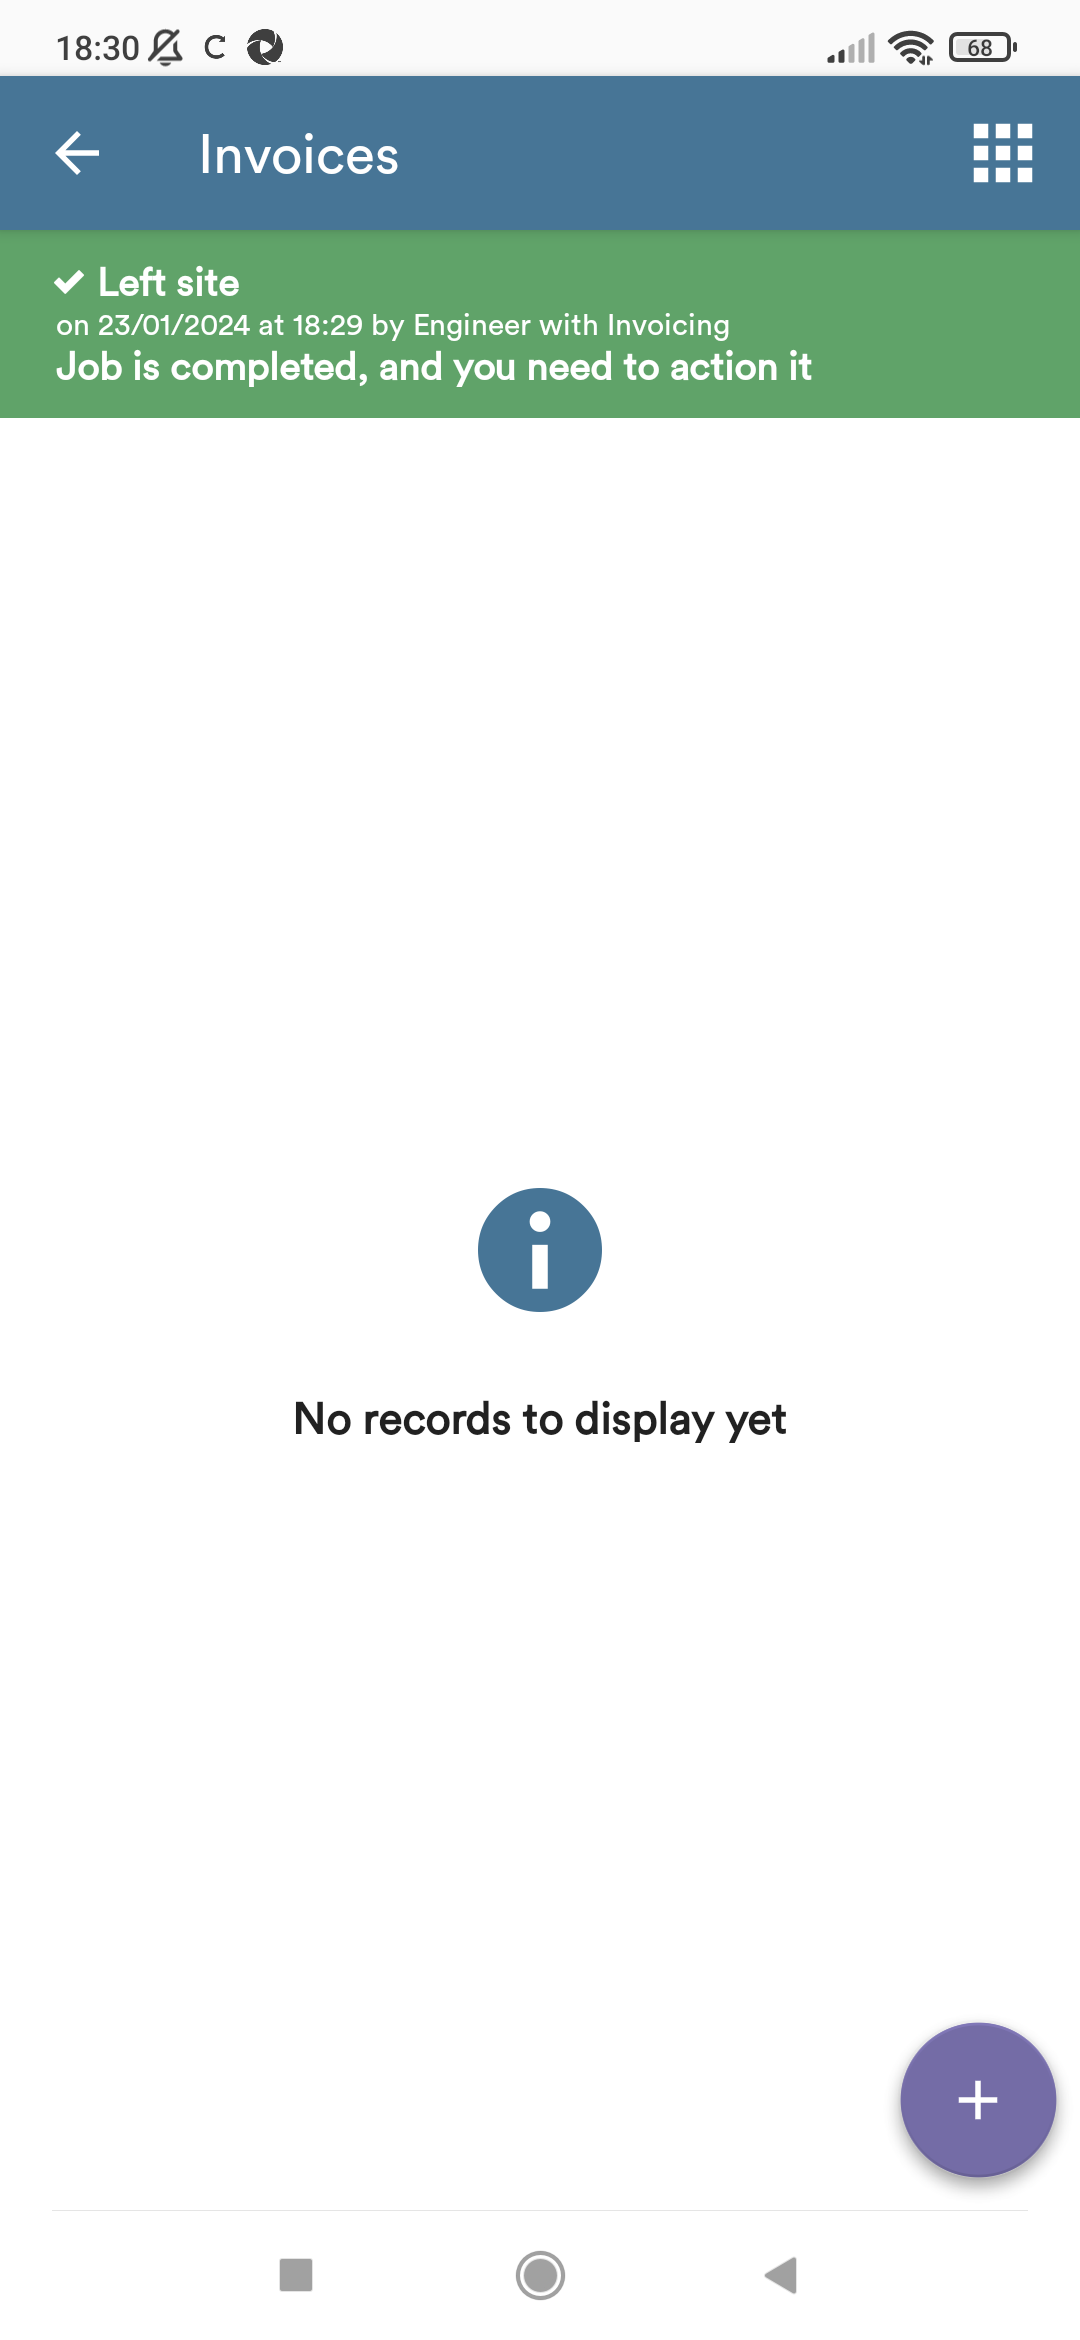 18:30
68
Invoices
Left site
on 23/01/2024 at 18:29 by Engineer with Invoicing
Job is completed, and you need to action it
No records to display yet